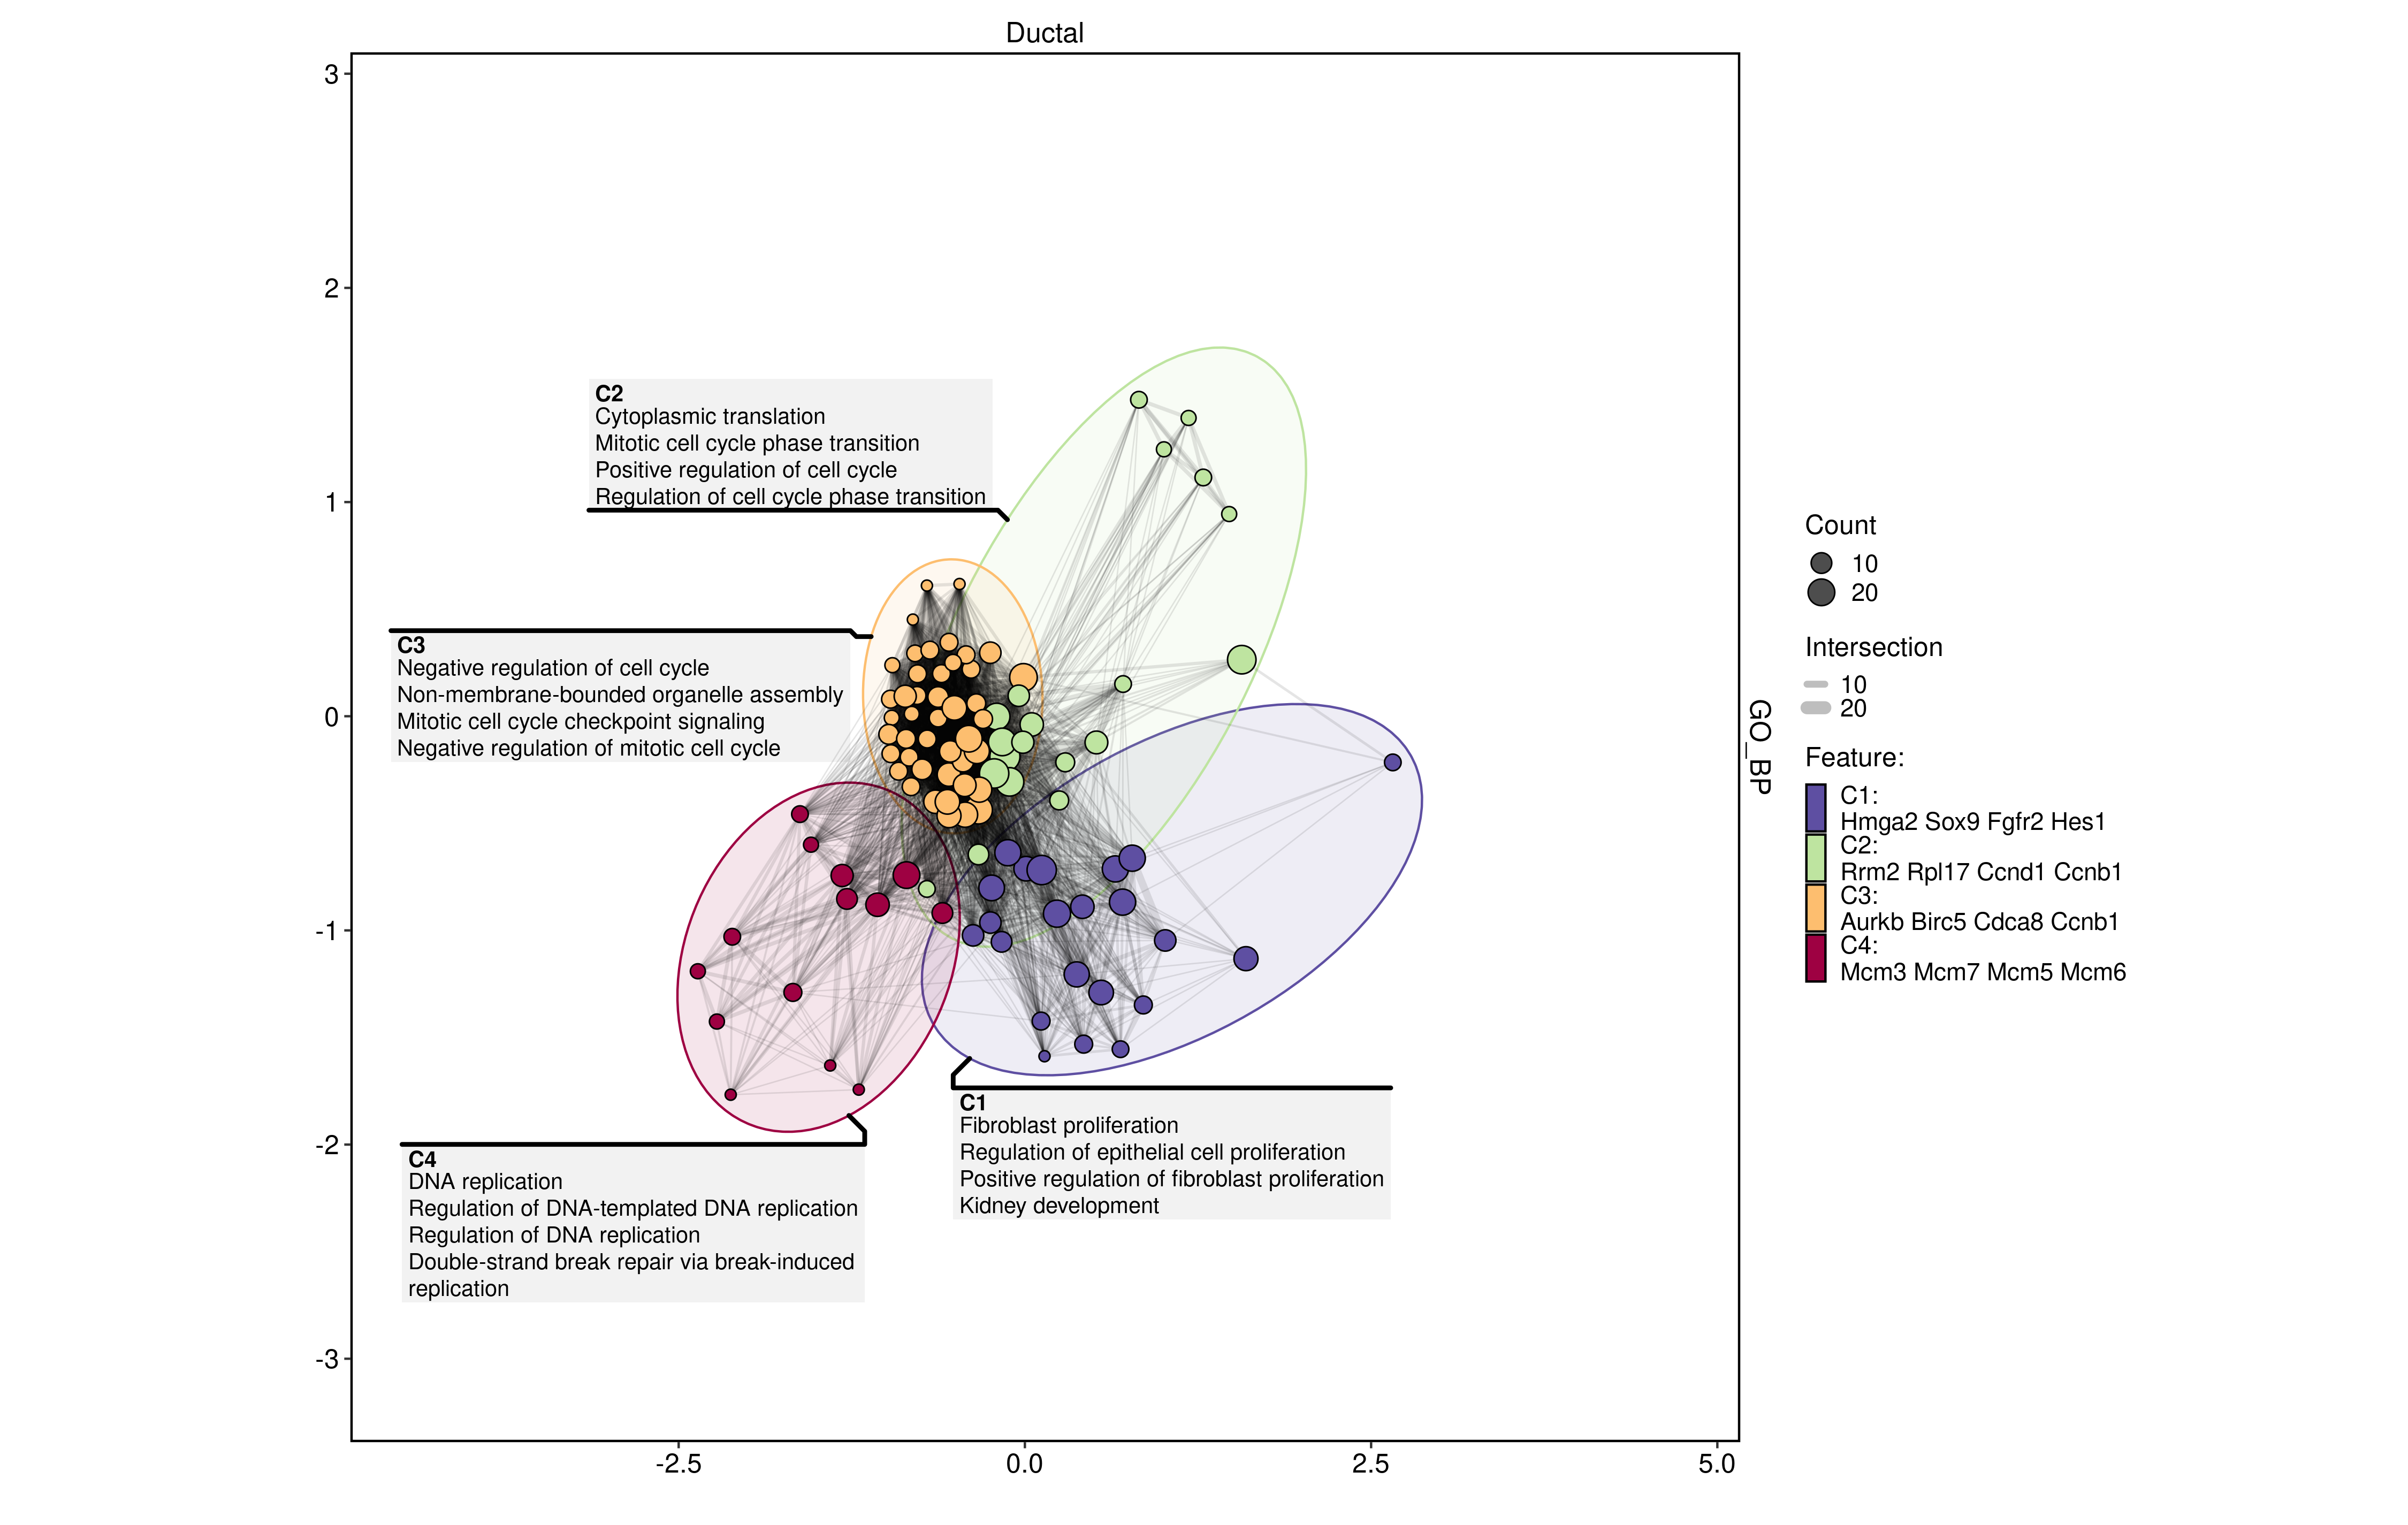 Ductal
3
2
1
0
-1
-2
-3
-2.5
0.0
2.5
5.0
GO_BP
C2
Cytoplasmic translation
Mitotic cell cycle phase transition
Positive regulation of cell cycle
Regulation of cell cycle phase transition
C3
Negative regulation of cell cycle
Non-membrane-bounded organelle assembly
Mitotic cell cycle checkpoint signaling
Negative regulation of mitotic cell cycle
C1
Fibroblast proliferation
Regulation of epithelial cell proliferation
Positive regulation of fibroblast proliferation
Kidney development
C4
DNA replication
Regulation of DNA-templated DNA replication
Regulation of DNA replication
Double-strand break repair via break-induced
replication
Count
10
20
Intersection
10
20
Feature:
C1:
Hmga2 Sox9 Fgfr2 Hes1
C2:
Rrm2 Rpl17 Ccnd1 Ccnb1
C3:
Aurkb Birc5 Cdca8 Ccnb1
C4:
Mcm3 Mcm7 Mcm5 Mcm6